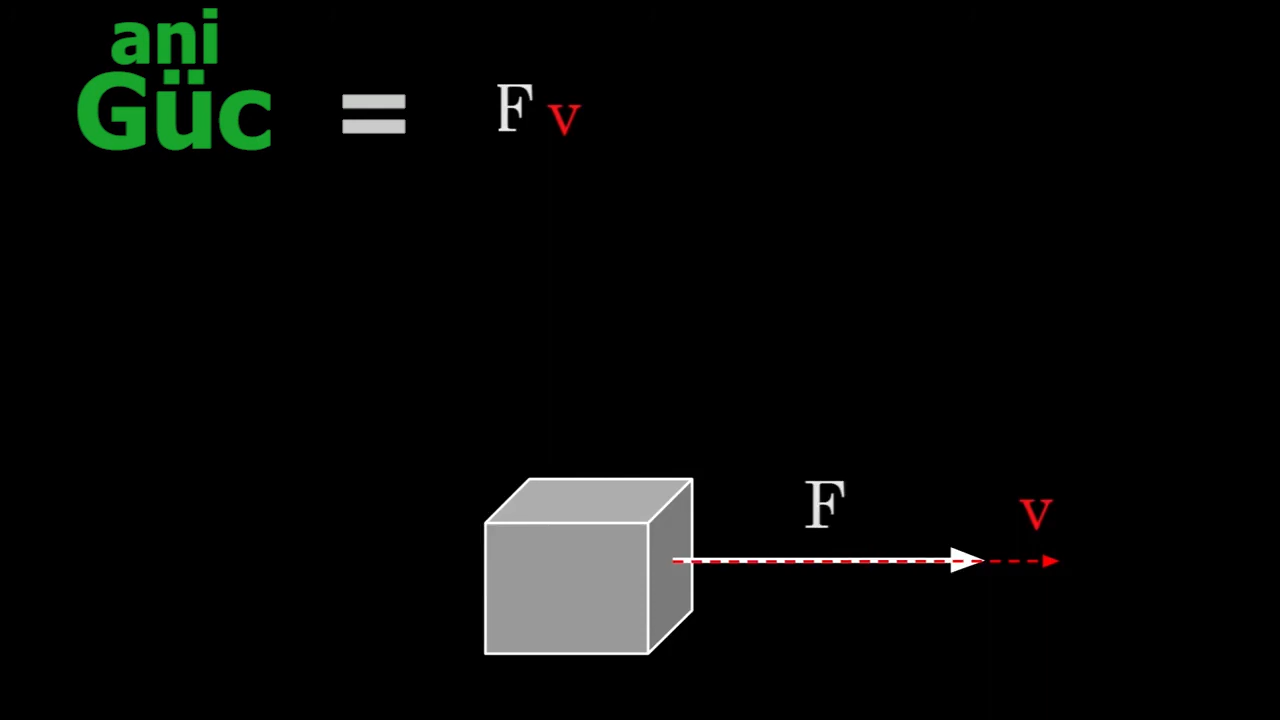 ani
Güc = F v
F v